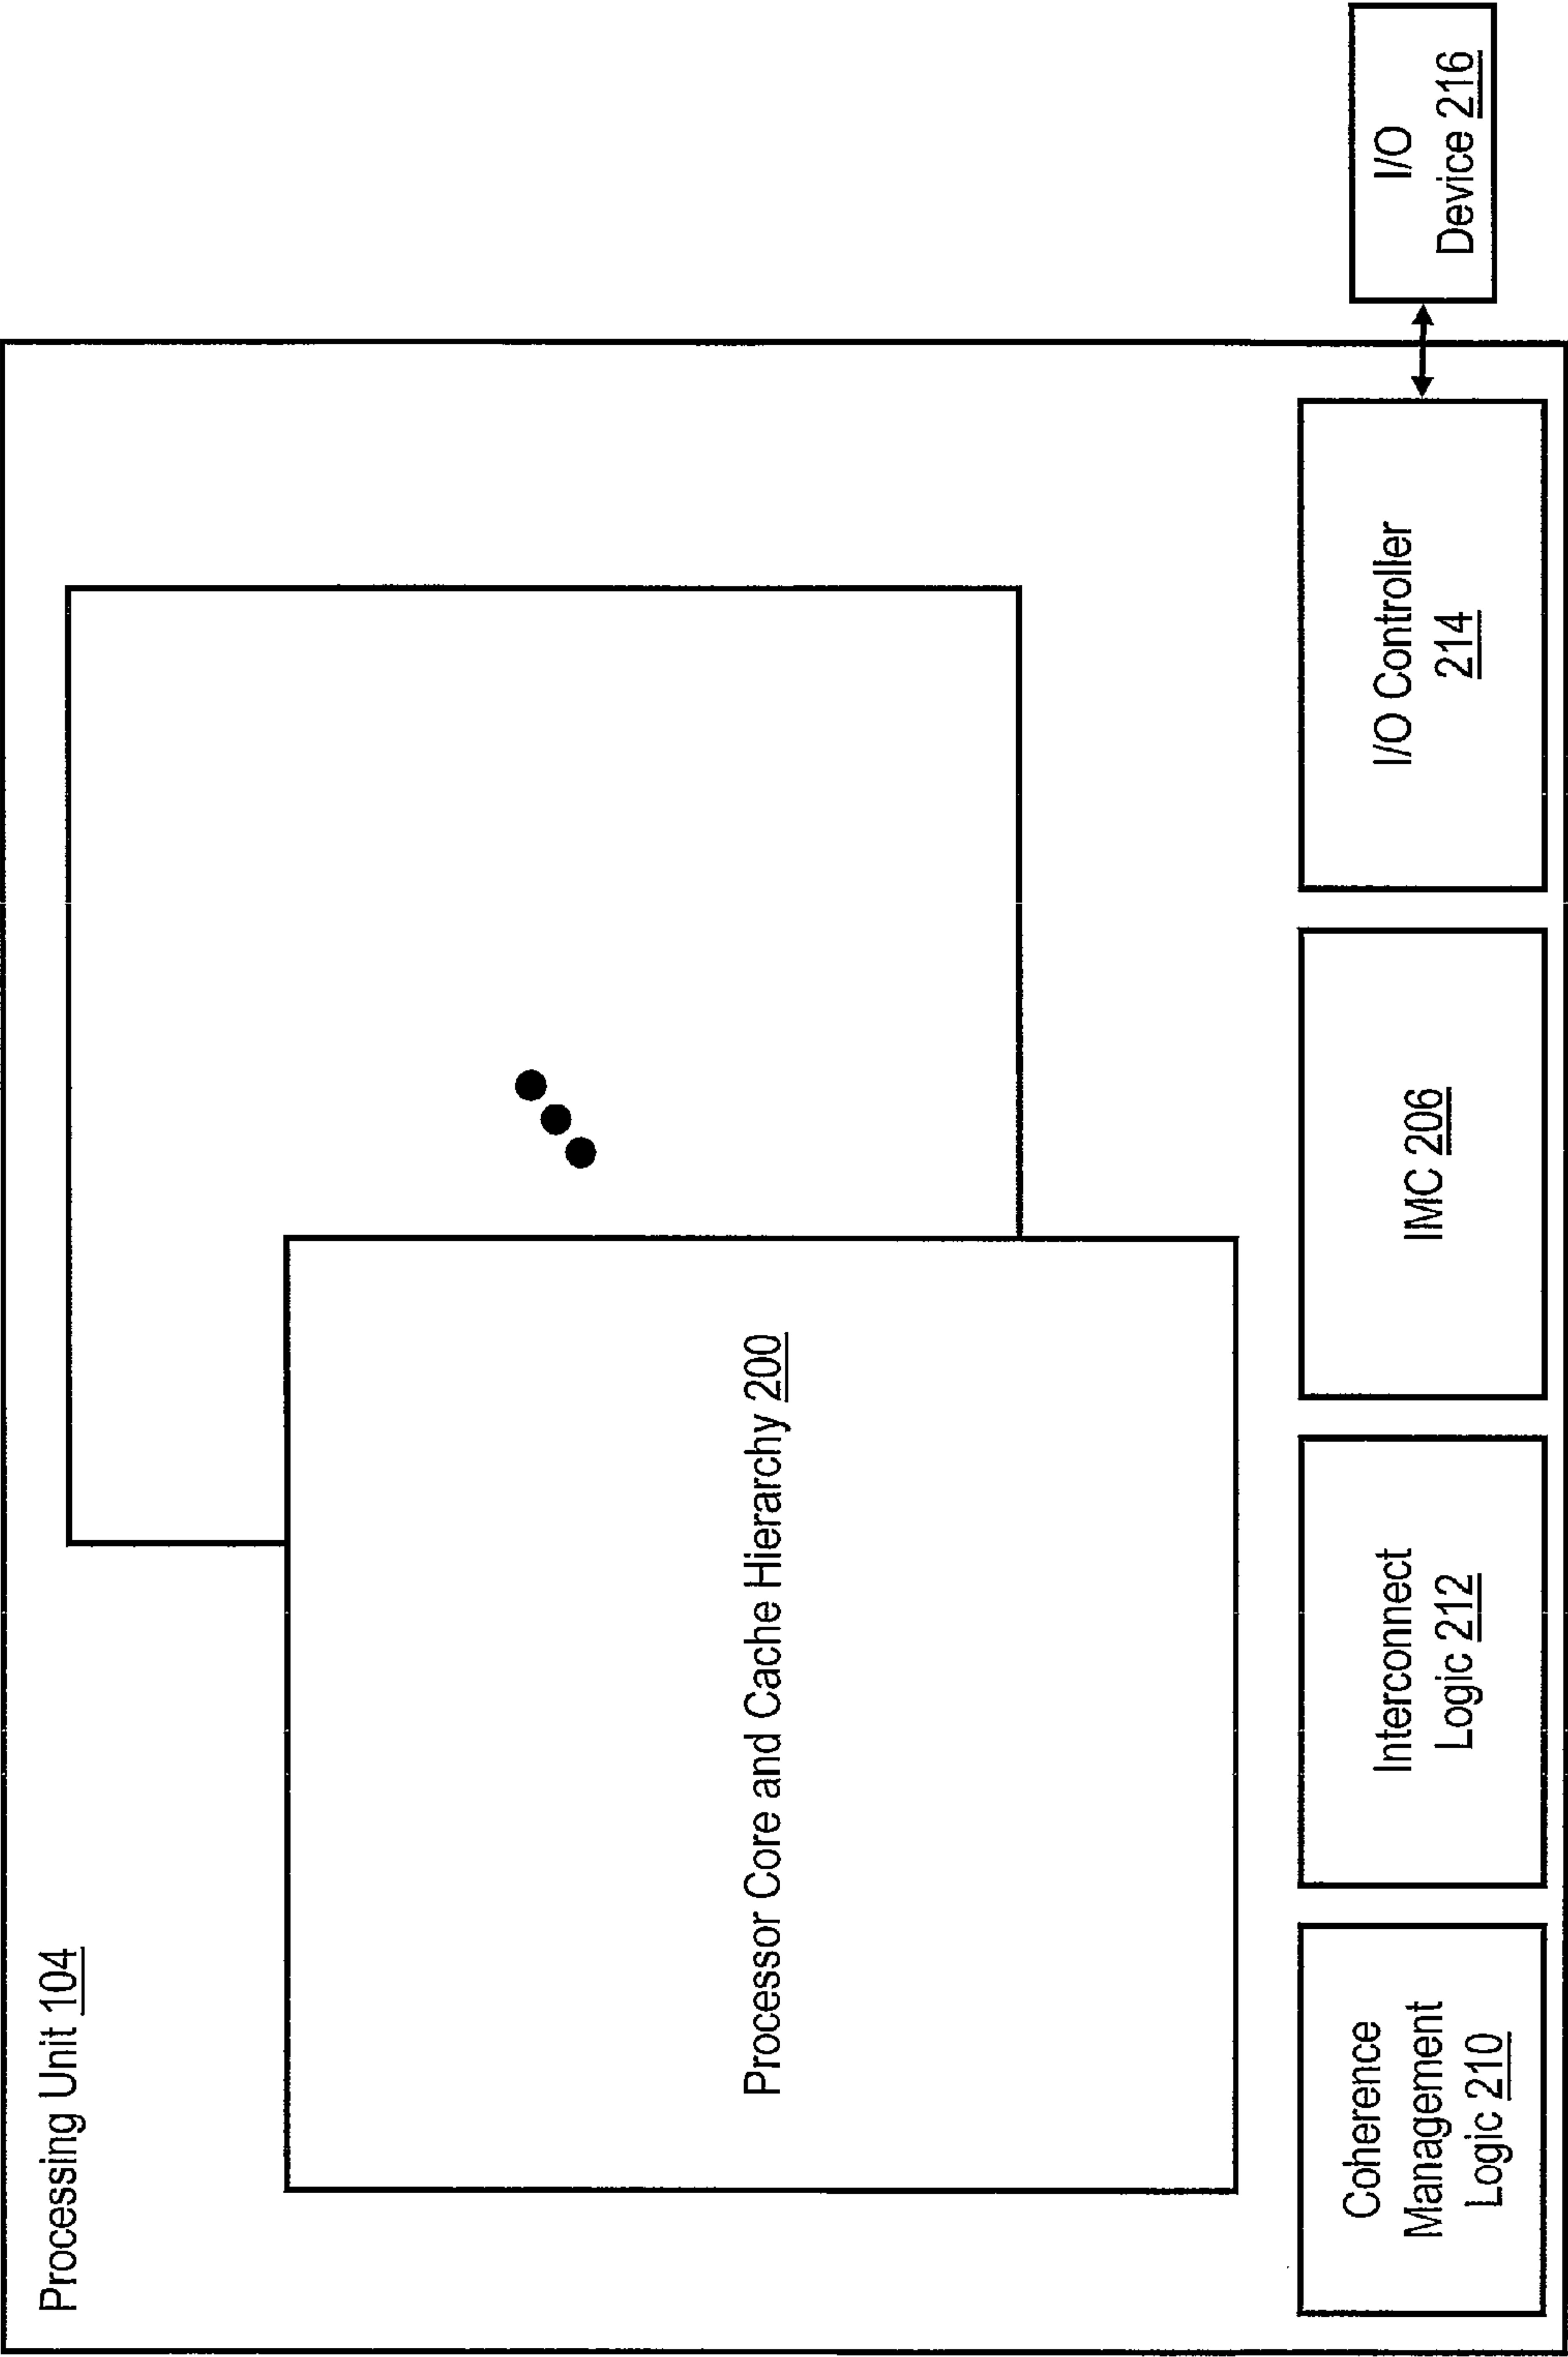 Processing Unit 104
Processor Core and Cache Hierarchy 200
Coherence
Management
Logic 210
Interconnect
Logic 212
IMC 206
I/O Controller
214
I/O
Device 216